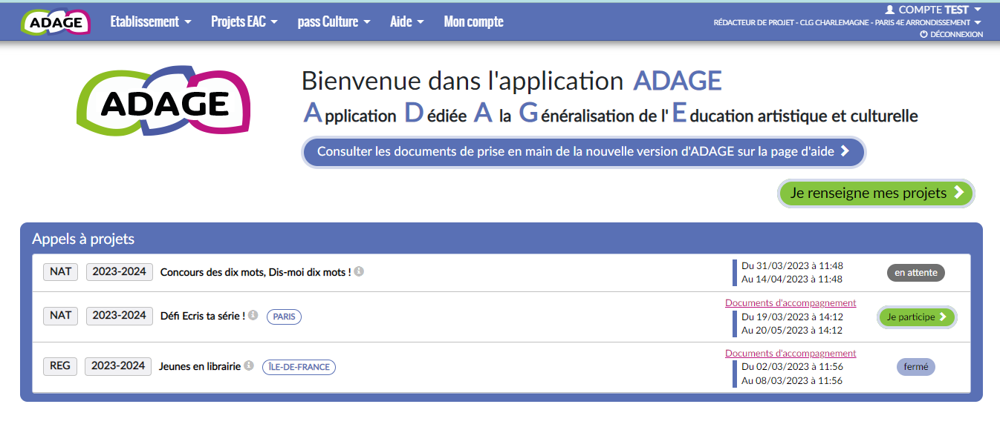 ADAGE Etablissement Projets EAC pass Culture Aide Mon compte
COMPTE TEST
RÉDACTEUR DE PROJET - CLG CHARLEMAGNE - PARIS 4E ARRONDISSEMENT
DÉCONNEXION
ADAGE
Bienvenue dans l'application ADAGE
Application Dédiée A la Généralisation de l'Education artistique et culturelle
Consulter les documents de prise en main de la nouvelle version d'ADAGE sur la page d'aide
Je renseigne mes projets
Appels à projets
NAT 2023-2024 Concours des dix mots, Dis-moi dix mots !
Du 31/03/2023 à 11:48
Au 14/04/2023 à 11:48
en attente
NAT 2023-2024 Défi Ecris ta série ! PARIS
Documents d'accompagnement
Du 19/03/2023 à 14:12
Au 20/05/2023 à 14:12
Je participe
REG 2023-2024 Jeunes en librairie ÎLE-DE-FRANCE
Documents d'accompagnement
Du 02/03/2023 à 11:56
Au 08/03/2023 à 11:56
fermé